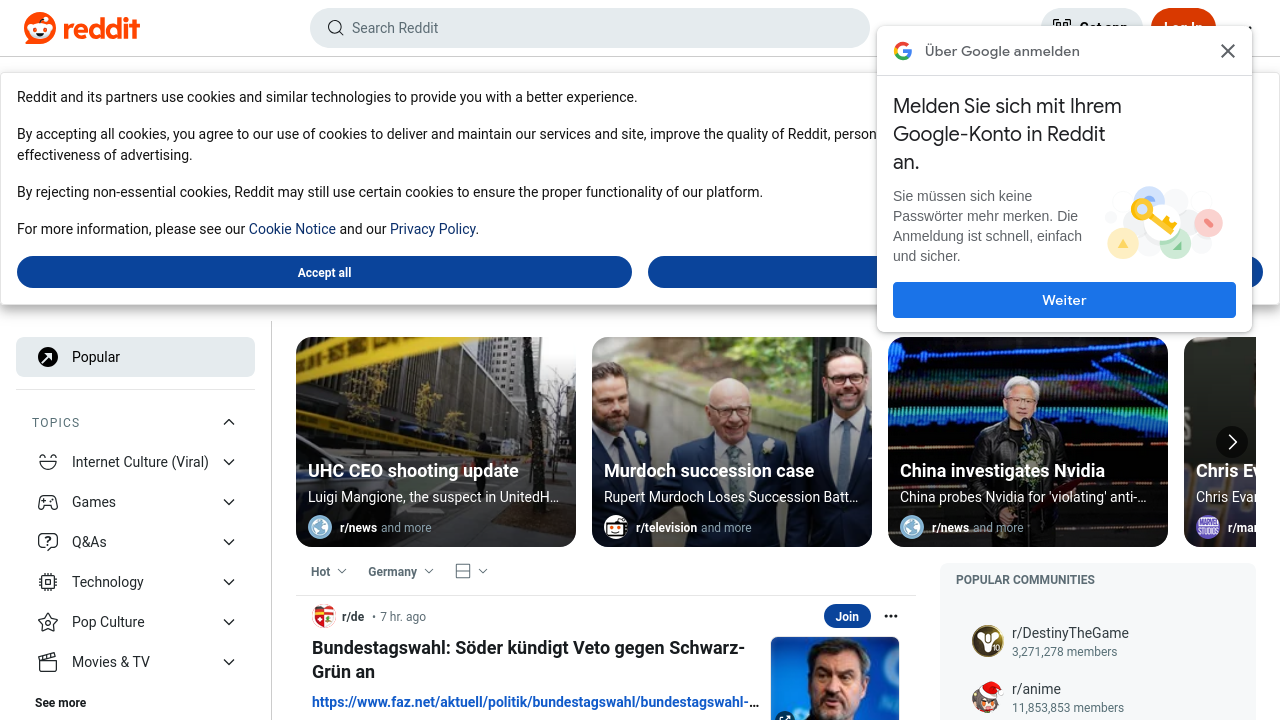 reddit
Search Reddit
Über Google anmelden
Melden Sie sich mit Ihrem
Google-Konto in Reddit
an.
Sie müssen sich keine
Passwörter mehr merken. Die
Anmeldung ist schnell, einfach
und sicher.
Weiter
Reddit and its partners use cookies and similar technologies to provide you with a better experience.
By accepting all cookies, you agree to our use of cookies to deliver and maintain our services and site, improve the quality of Reddit, person
effectiveness of advertising.
By rejecting non-essential cookies, Reddit may still use certain cookies to ensure the proper functionality of our platform.
For more information, please see our Cookie Notice and our Privacy Policy.
Accept all
Popular
TOPICS
Internet Culture (Viral)
Games
Q&As
Technology
Pop Culture
Movies & TV
See more
UHC CEO shooting update
Luigi Mangione, the suspect in UnitedH...
r/news and more
Murdoch succession case
Rupert Murdoch Loses Succession Batt...
r/television and more
China investigates Nvidia
China probes Nvidia for 'violating' anti-...
r/news and more
Chris Ev
Chris Evan
r/mar
Hot
Germany
r/de • 7 hr. ago
Join
Bundestagswahl: Söder kündigt Veto gegen Schwarz-
Grün an
https://www.faz.net/aktuell/politik/bundestagswahl/bundestagswahl-...
POPULAR COMMUNITIES
r/DestinyTheGame
3,271,278 members
r/anime
11,853,853 members